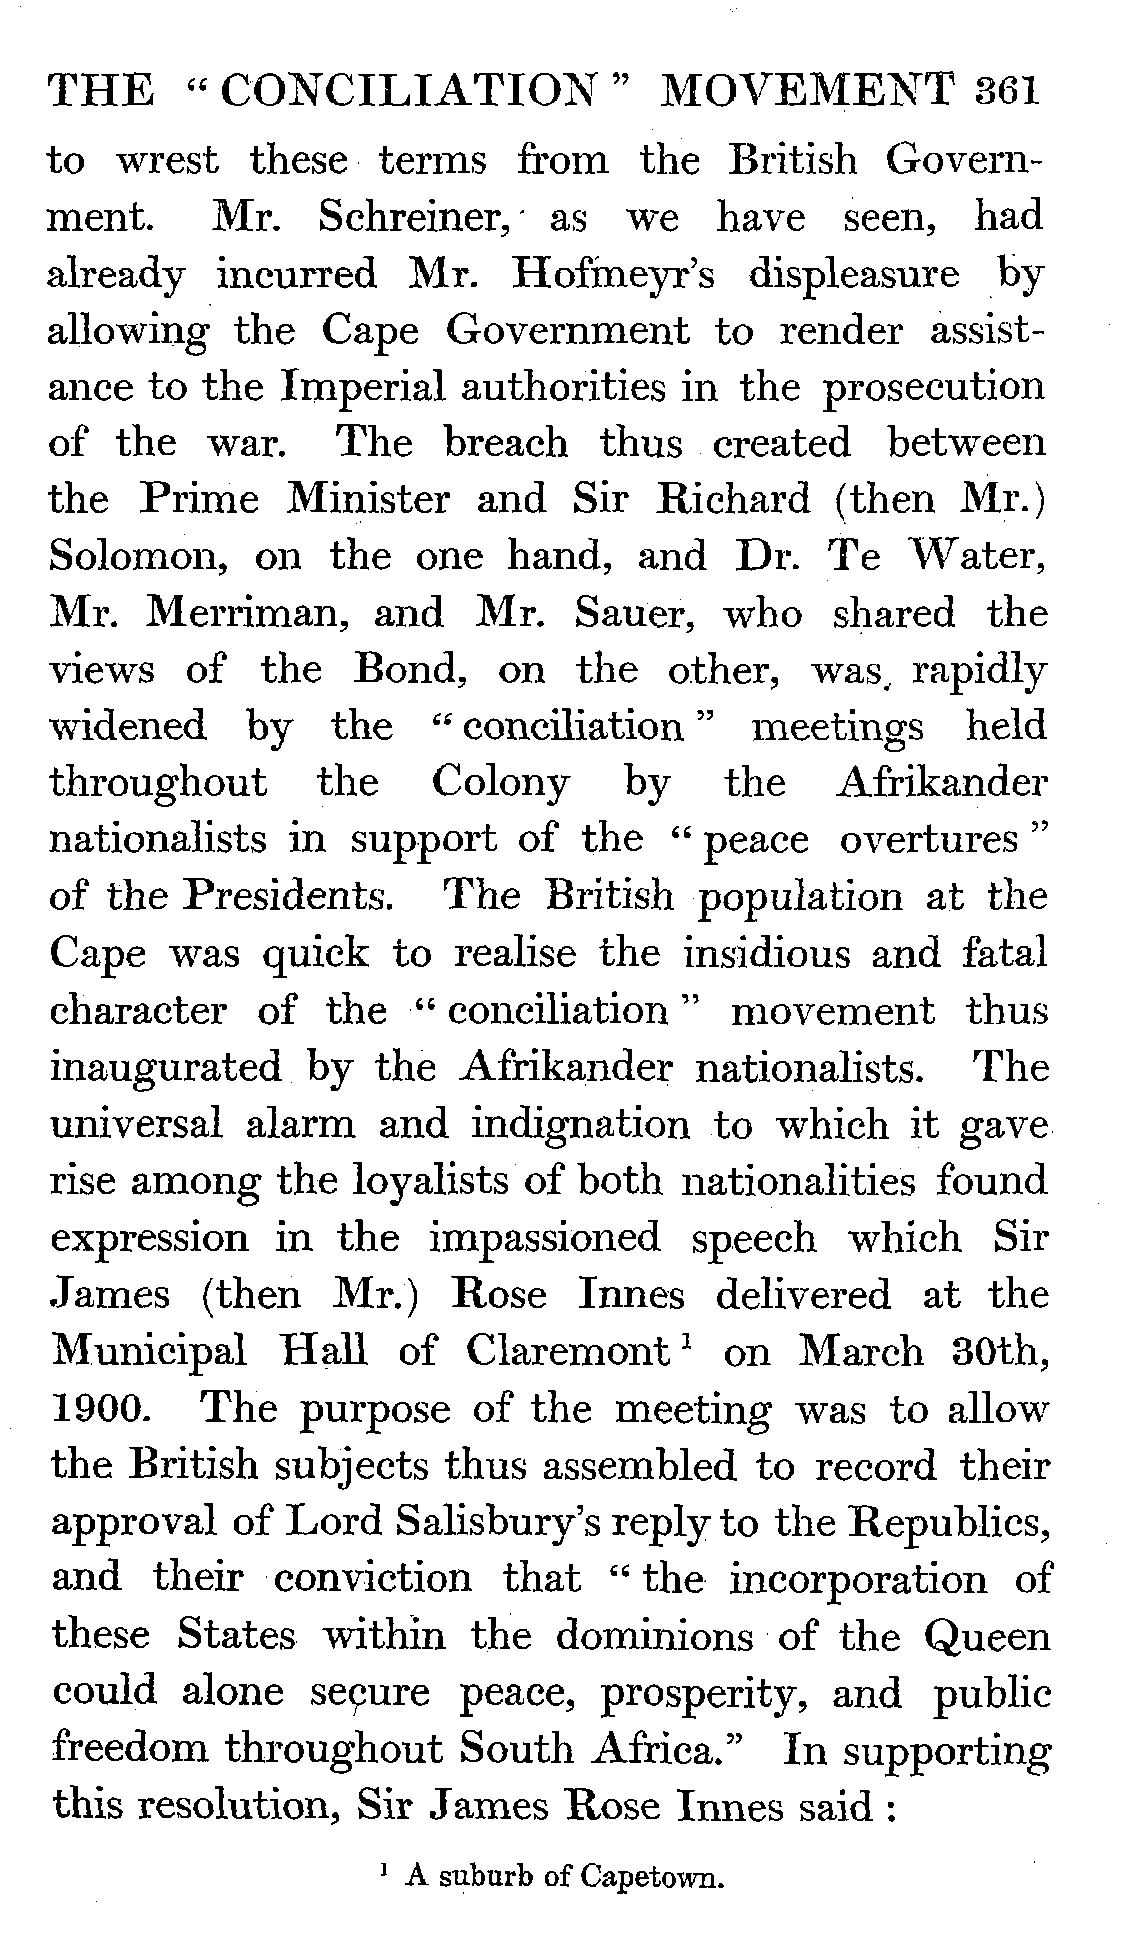 THE “ CONCILIATION ” MOVEMENT 361
to wrest these terms from the British Govern-
ment. Mr. Schreiner, as we have seen, had
already incurred Mr. Hofmeyr’s displeasure by
allowing the Cape Government to render assist-
ance to the Imperial authorities in the prosecution
of the war. The breach thus created between
the Prime Minister and Sir Richard (then Mr.)
Solomon, on the one hand, and Dr. Te Water,
Mr. Merriman, and Mr. Sauer, who shared the
views of the Bond, on the other, was rapidly
widened by the “ conciliation ” meetings held
throughout the Colony by the Afrikander
nationalists in support of the “ peace overtures ”
of the Presidents. The British population at the
Cape was quick to realise the insidious and fatal
character of the “ conciliation ” movement thus
inaugurated by the Afrikander nationalists. The
universal alarm and indignation to which it gave
rise among the loyalists of both nationalities found
expression in the impassioned speech which Sir
James (then Mr.) Rose Innes delivered at the
Municipal Hall of Claremont ¹ on March 30th,
1900. The purpose of the meeting was to allow
the British subjects thus assembled to record their
approval of Lord Salisbury’s reply to the Republics,
and their conviction that “ the incorporation of
these States within the dominions of the Queen
could alone secure peace, prosperity, and public
freedom throughout South Africa.” In supporting
this resolution, Sir James Rose Innes said :
¹ A suburb of Capetown.